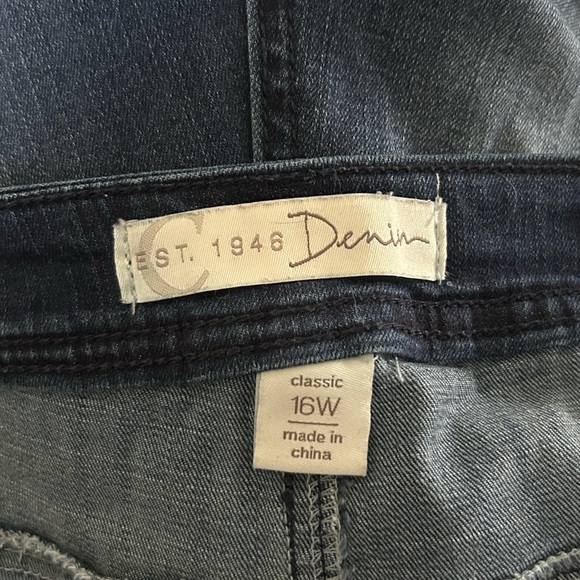 C
EST. 1946 Denim
classic
16W
made in
china